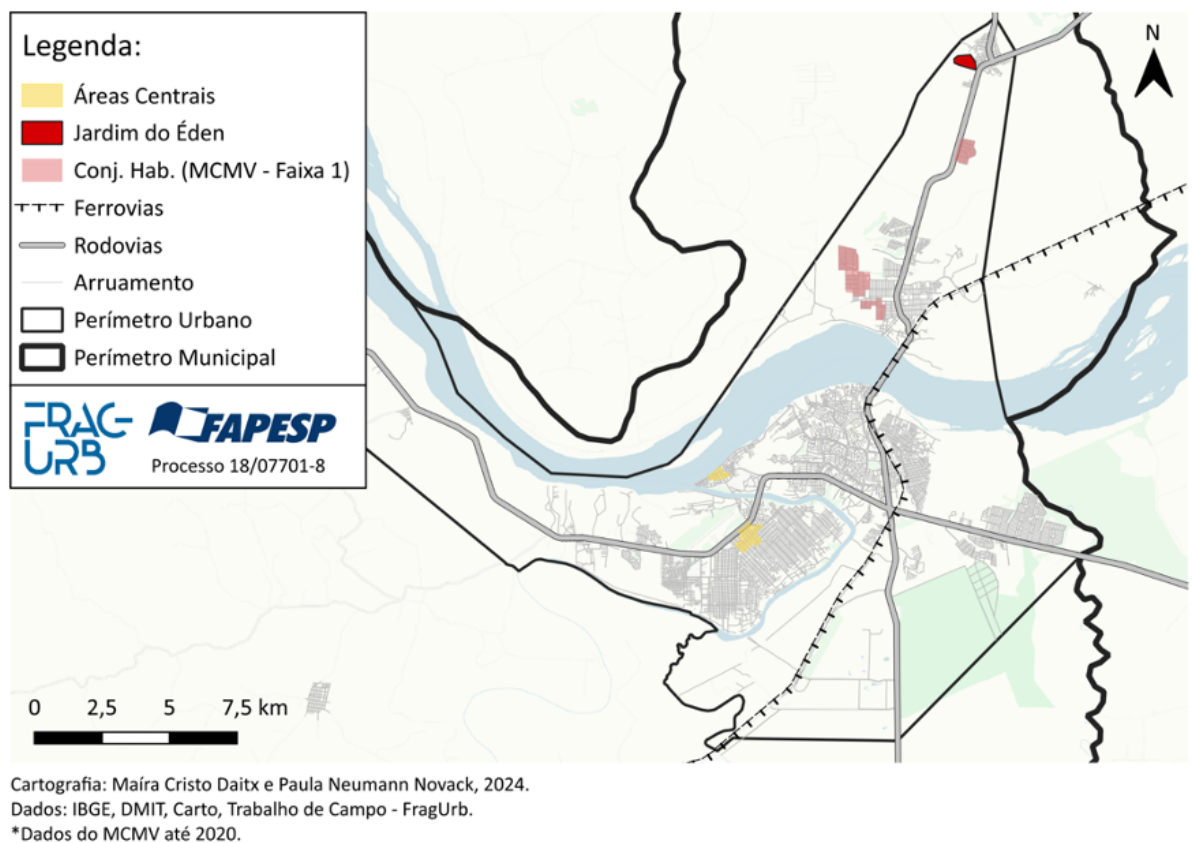 Legenda:
Áreas Centrais
Jardim do Éden
Conj. Hab. (MCMV - Faixa 1)
Ferrovias
Rodovias
Arruamento
Perímetro Urbano
Perímetro Municipal
FRAG-
URB
FAPESP
Processo 18/07701-8
N
0 2,5 5 7,5 km
Cartografia: Maíra Cristo Daitx e Paula Neumann Novack, 2024.
Dados: IBGE, DMIT, Carto, Trabalho de Campo - FragUrb.
*Dados do MCMV até 2020.